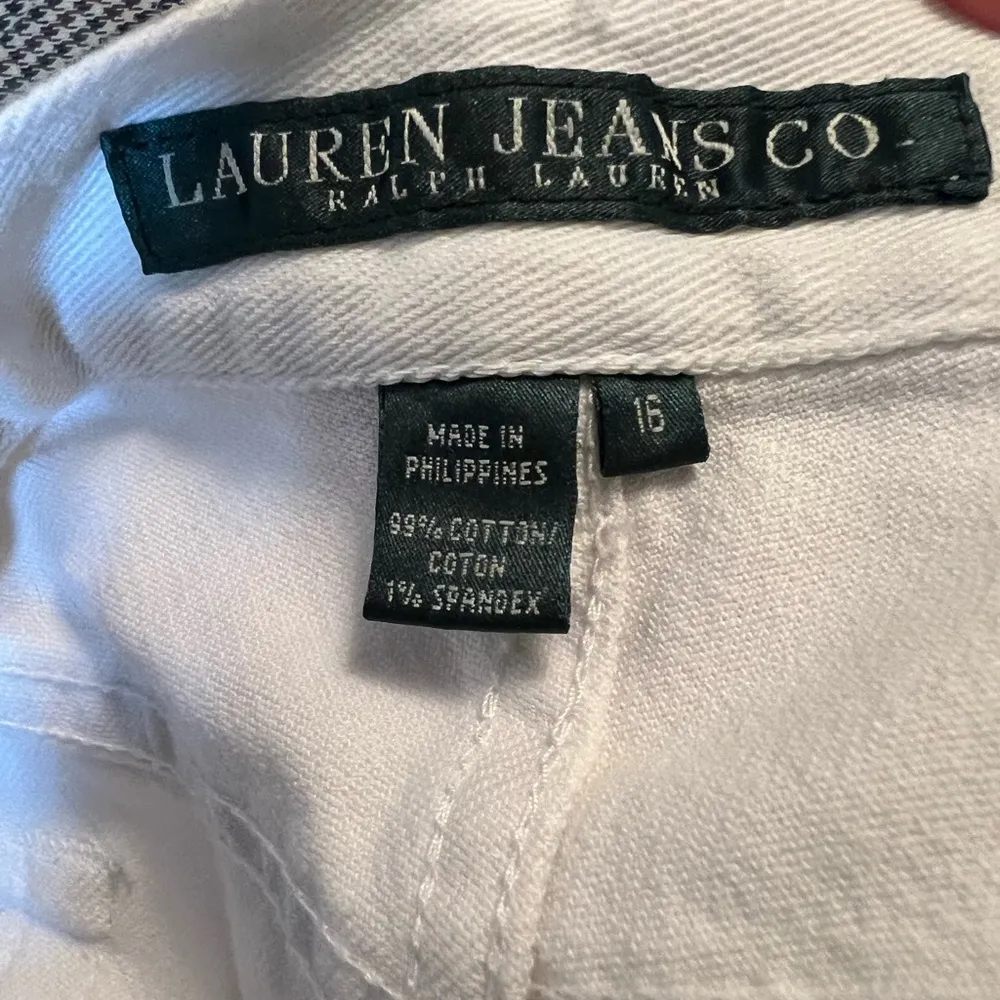 LAUREN JEANS CO.
RALPH LAUREN
MADE IN
PHILIPPINES
99% COTTON/
COTON
1% SPANDEX
16